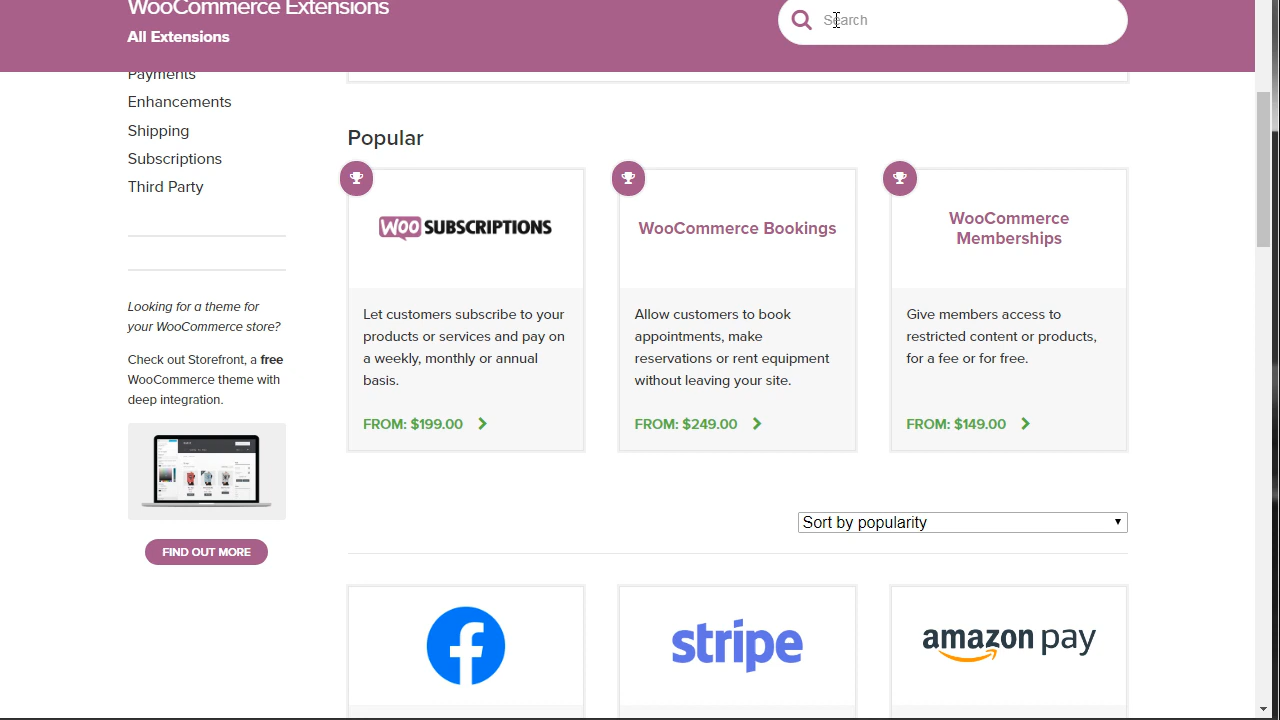 WooCommerce Extensions
All Extensions
Search
Payments
Enhancements
Shipping
Subscriptions
Third Party
Looking for a theme for
your WooCommerce store?
Check out Storefront, a free
WooCommerce theme with
deep integration.
FIND OUT MORE
Popular
WOO SUBSCRIPTIONS
Let customers subscribe to your
products or services and pay on
a weekly, monthly or annual
basis.
FROM: $199.00
WooCommerce Bookings
Allow customers to book
appointments, make
reservations or rent equipment
without leaving your site.
FROM: $249.00
WooCommerce
Memberships
Give members access to
restricted content or products,
for a fee or for free.
FROM: $149.00
Sort by popularity
stripe
amazon pay